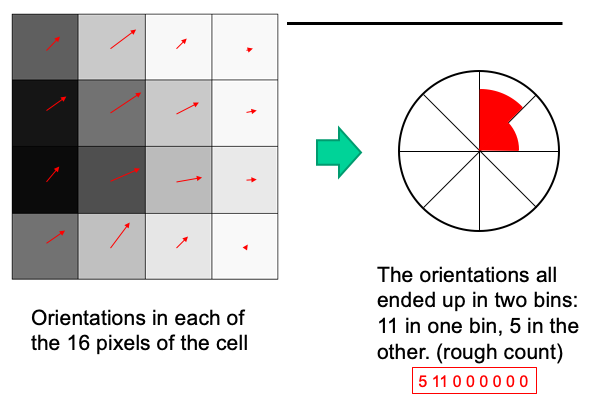 Orientations in each of
the 16 pixels of the cell
The orientations all
ended up in two bins:
11 in one bin, 5 in the
other. (rough count)
5 11 0 0 0 0 0 0